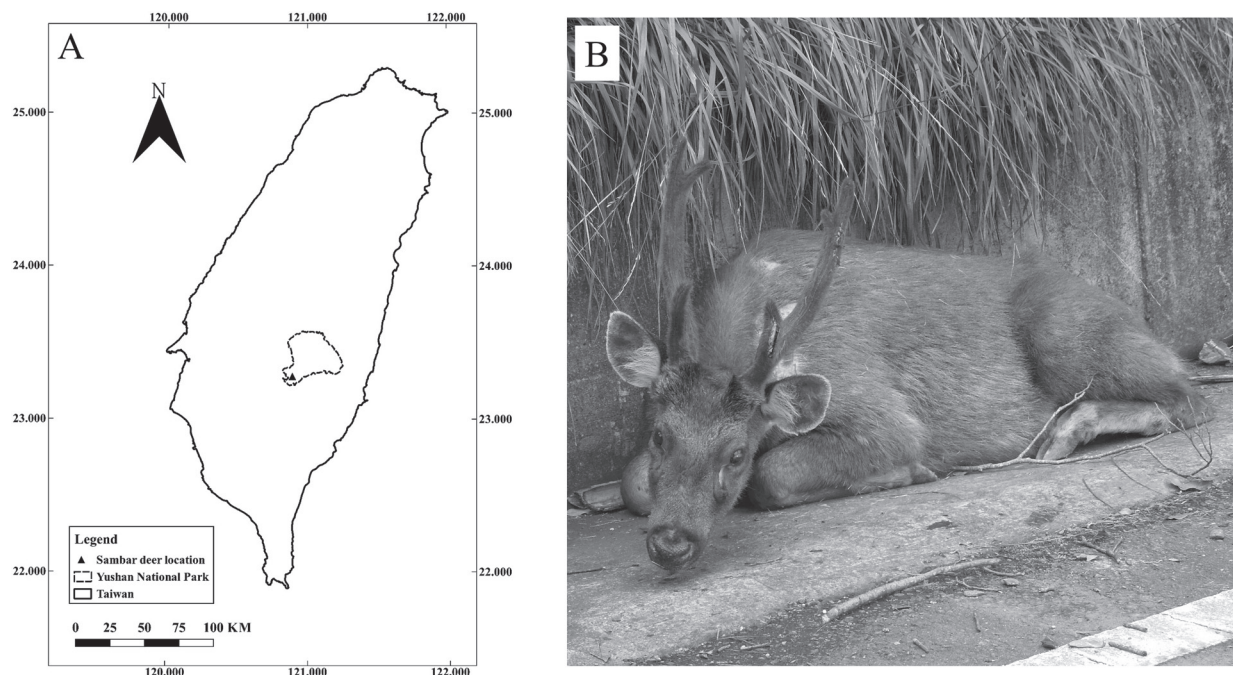 A
120.000 121.000 122.000
N
25.000 25.000
24.000 24.000
23.000 23.000
22.000 22.000
Legend
Sambar deer location
Yushan National Park
Taiwan
0 25 50 75 100 KM
120.000 121.000 122.000
B